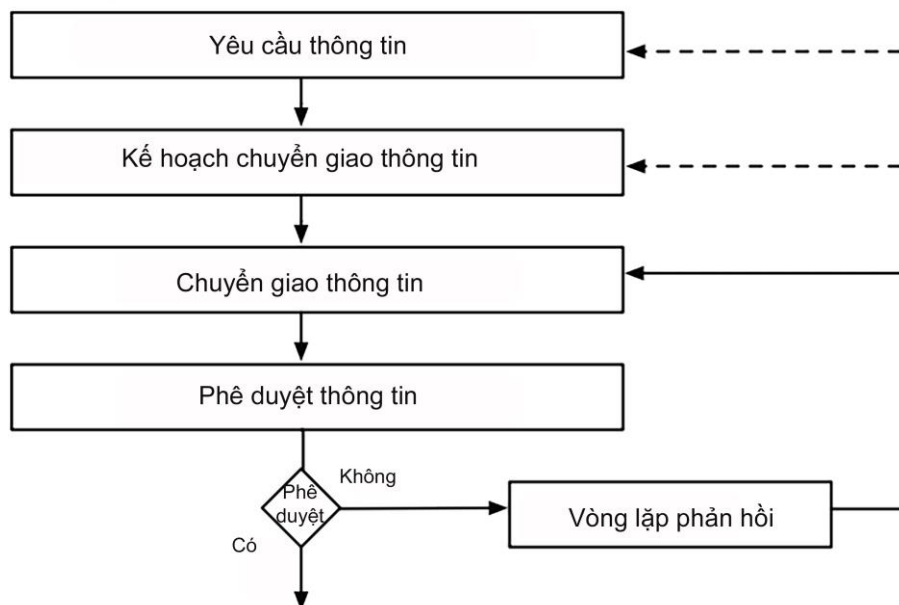 Yêu cầu thông tin
Kế hoạch chuyển giao thông tin
Chuyển giao thông tin
Phê duyệt thông tin
Phê
duyệt
Không
Có
Vòng lặp phản hồi